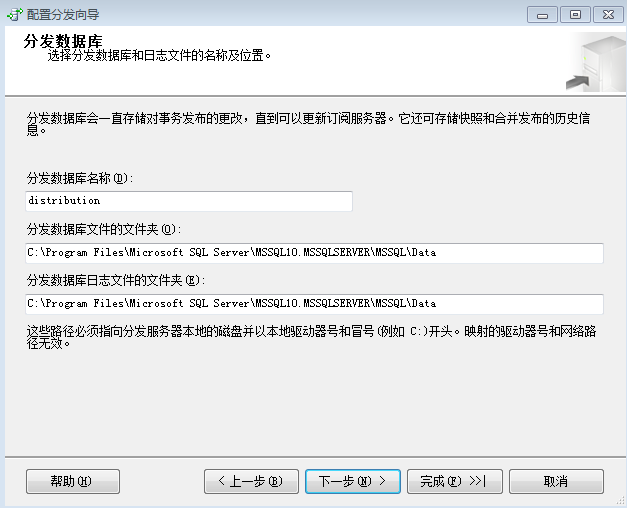 配置分发向导
分发数据库
选择分发数据库和日志文件的名称及位置。
分发数据库会一直存储对事务发布的更改，直到可以更新订阅服务器。它还可存储快照和合并发布的历史信
息。
分发数据库名称(D):
distribution
分发数据库文件的文件夹(O):
C:\Program Files\Microsoft SQL Server\MSSQL10.MSSQLSERVER\MSSQL\Data
分发数据库日志文件的文件夹(E):
C:\Program Files\Microsoft SQL Server\MSSQL10.MSSQLSERVER\MSSQL\Data
这些路径必须指向分发服务器本地的磁盘并以本地驱动器号和冒号(例如 C:)开头。映射的驱动器号和网络路
径无效。
帮助(H)
< 上一步(B)
下一步(N) >
完成(F) >>|
取消